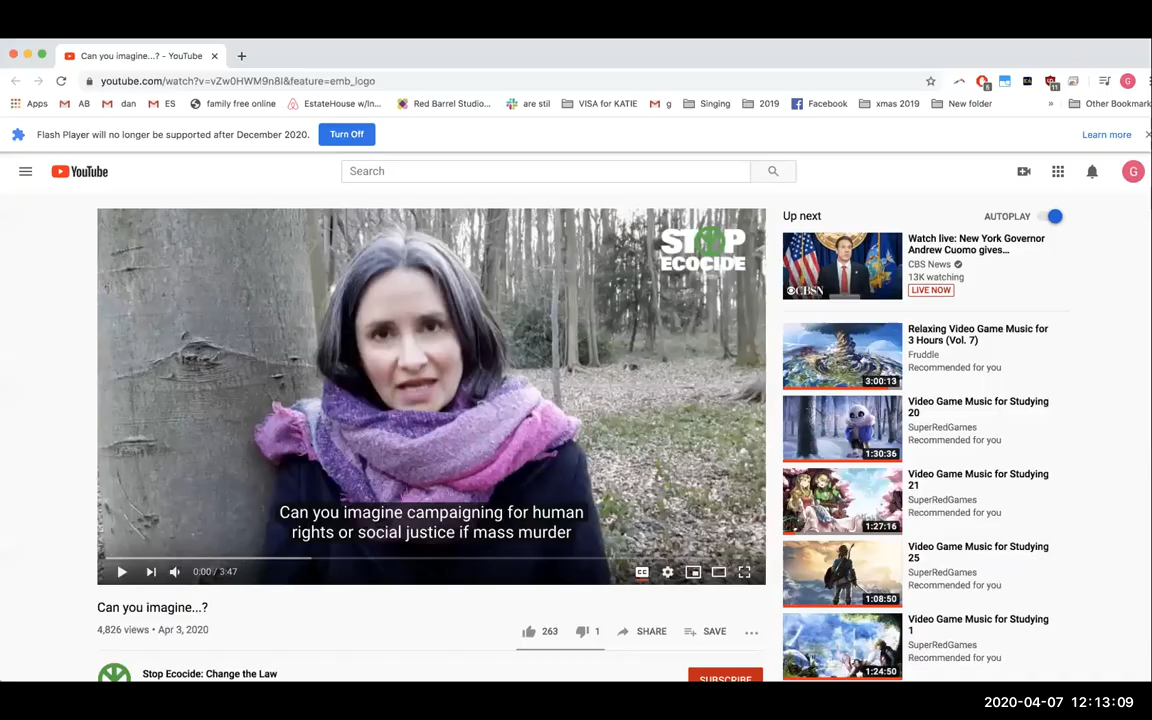 Can you imagine...? - YouTube
youtube.com/watch?v=vZw0HWM9n8I&feature=emb_logo
Apps
AB
dan
ES
family free online
EstateHouse w/In...
Red Barrel Studio...
are stil
VISA for KATIE
g
Singing
2019
Facebook
xmas 2019
New folder
»
Other Bookmark
Flash Player will no longer be supported after December 2020.
Turn Off
Learn more
YouTube
Search
G
STOP
ECOCIDE
Can you imagine campaigning for human
rights or social justice if mass murder
0:00 / 3:47
CC
Can you imagine...?
4,826 views • Apr 3, 2020
263
1
SHARE
SAVE
Stop Ecocide: Change the Law
SUBSCRIBE
Up next
AUTOPLAY
CBSN
Watch live: New York Governor
Andrew Cuomo gives...
CBS News
13K watching
LIVE NOW
3:00:13
Relaxing Video Game Music for
3 Hours (Vol. 7)
Fruddle
Recommended for you
1:30:36
Video Game Music for Studying
20
SuperRedGames
Recommended for you
1:27:16
Video Game Music for Studying
21
SuperRedGames
Recommended for you
1:08:50
Video Game Music for Studying
25
SuperRedGames
Recommended for you
1:24:50
Video Game Music for Studying
1
SuperRedGames
Recommended for you
2020-04-07 12:13:09